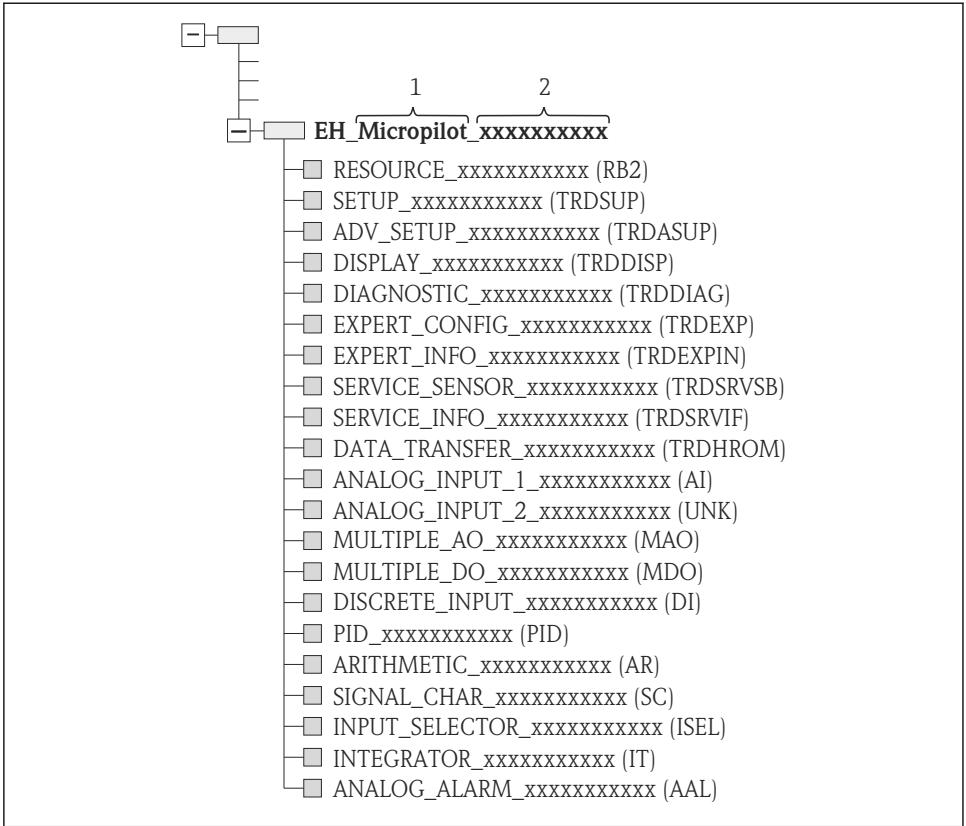 1 2
EH_Micropilot_xxxxxxxxxx
RESOURCE_xxxxxxxxxxx (RB2)
SETUP_xxxxxxxxxxx (TRDSUP)
ADV_SETUP_xxxxxxxxxxx (TRDASUP)
DISPLAY_xxxxxxxxxxx (TRDDISP)
DIAGNOSTIC_xxxxxxxxxxx (TRDDIAG)
EXPERT_CONFIG_xxxxxxxxxxx (TRDEXP)
EXPERT_INFO_xxxxxxxxxxx (TRDEXPIN)
SERVICE_SENSOR_xxxxxxxxxxx (TRDSRVSB)
SERVICE_INFO_xxxxxxxxxxx (TRDSRVIF)
DATA_TRANSFER_xxxxxxxxxxx (TRDHROM)
ANALOG_INPUT_1_xxxxxxxxxxx (AI)
ANALOG_INPUT_2_xxxxxxxxxxx (UNK)
MULTIPLE_AO_xxxxxxxxxxx (MAO)
MULTIPLE_DO_xxxxxxxxxxx (MDO)
DISCRETE_INPUT_xxxxxxxxxxx (DI)
PID_xxxxxxxxxxx (PID)
ARITHMETIC_xxxxxxxxxxx (AR)
SIGNAL_CHAR_xxxxxxxxxxx (SC)
INPUT_SELECTOR_xxxxxxxxxxx (ISEL)
INTEGRATOR_xxxxxxxxxxx (IT)
ANALOG_ALARM_xxxxxxxxxxx (AAL)